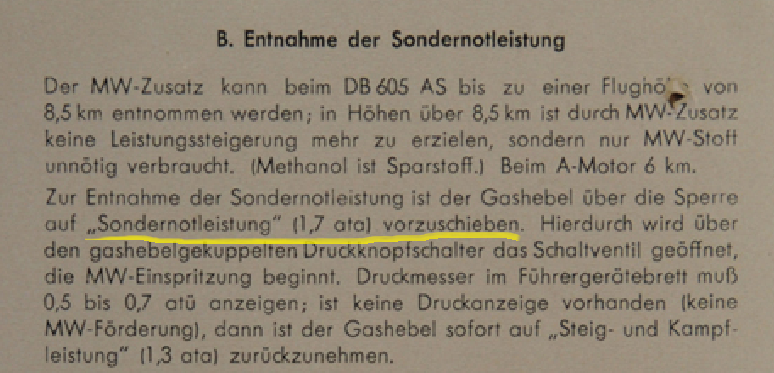 B. Entnahme der Sondernotleistung
Der MW-Zusatz kann beim DB 605 AS bis zu einer Flughö von
8,5 km entnommen werden; in Höhen über 8,5 km ist durch MW-Zusatz
keine Leistungssteigerung mehr zu erzielen, sondern nur MW-Stoff
unnötig verbraucht. (Methanol ist Sparstoff.) Beim A-Motor 6 km.
Zur Entnahme der Sondernotleistung ist der Gashebel über die Sperre
auf „Sondernotleistung“ (1,7 ata) vorzuschieben. Hierdurch wird über
den gashebelgekuppelten Druckknopfschalter das Schaltventil geöffnet,
die MW-Einspritzung beginnt. Druckmesser im Führergerätebrett muß
0,5 bis 0,7 atü anzeigen; ist keine Druckanzeige vorhanden (keine
MW-Förderung), dann ist der Gashebel sofort auf „Steig- und Kampf-
leistung“ (1,3 ata) zurückzunehmen.